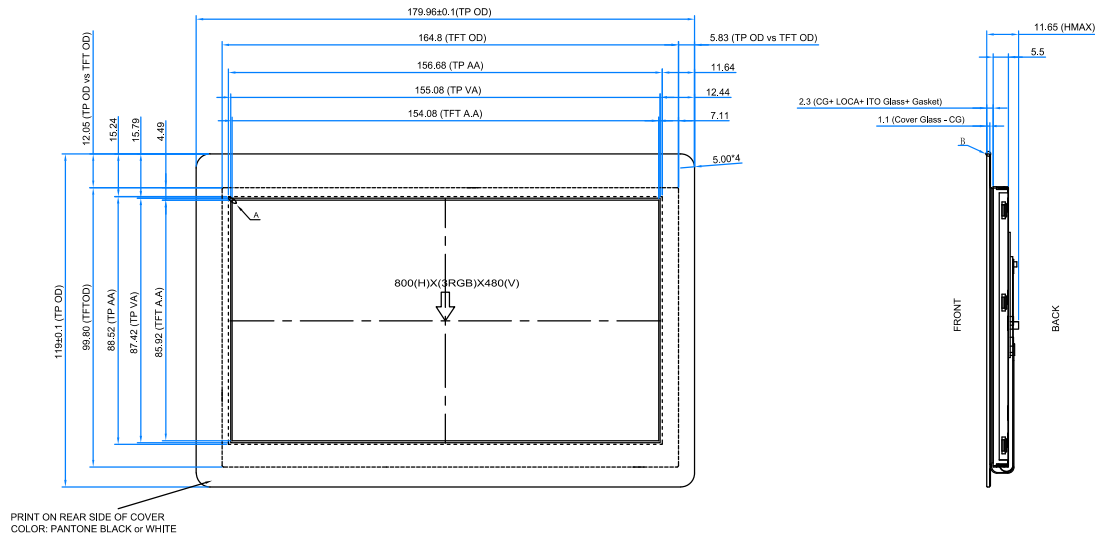 179.96±0.1(TP OD)
164.8 (TFT OD)
5.83 (TP OD vs TFT OD)
156.68 (TP AA)
11.64
155.08 (TP VA)
12.44
154.08 (TFT A.A)
7.11
5.00*4
12.05 (TP OD vs TFT OD)
15.24
15.79
4.49
119±0.1 (TP OD)
99.80 (TFTOD)
88.52 (TP AA)
87.42 (TP VA)
85.92 (TFT A.A)
A
800(H)X(3RGB)X480(V)
PRINT ON REAR SIDE OF COVER
COLOR: PANTONE BLACK or WHITE
11.65 (HMAX)
5.5
2.3 (CG+ LOCA+ ITO Glass+ Gasket)
1.1 (Cover Glass - CG)
B
FRONT
BACK